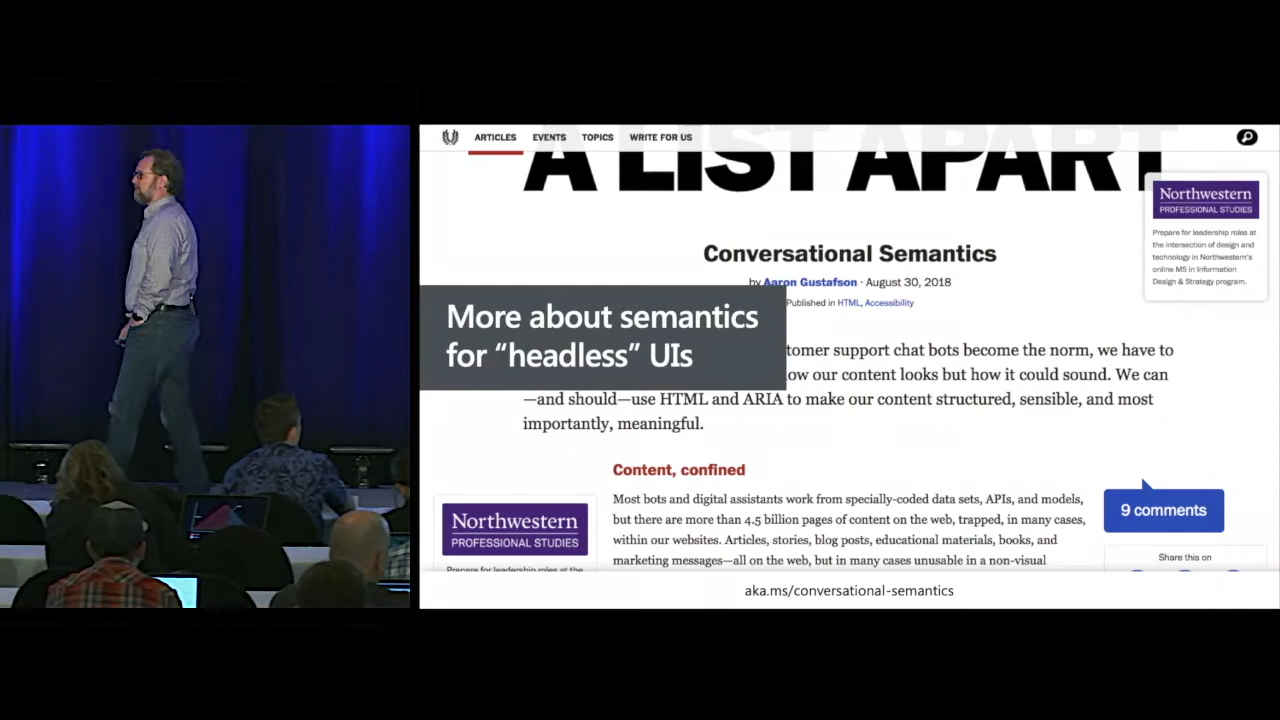 ARTICLES EVENTS TOPICS WRITE FOR US
A LIST APART
Northwestern
PROFESSIONAL STUDIES
Prepare for leadership roles at
the intersection of design and
technology in Northwestern's
online MS in Information
Design & Strategy program.
Conversational Semantics
by Aaron Gustafson · August 30, 2018
Published in HTML, Accessibility
More about semantics
for “headless” UIs
tomer support chat bots become the norm, we have to
ow our content looks but how it could sound. We can
—and should—use HTML and ARIA to make our content structured, sensible, and most
importantly, meaningful.
Content, confined
Most bots and digital assistants work from specially-coded data sets, APIs, and models,
but there are more than 4.5 billion pages of content on the web, trapped, in many cases,
within our websites. Articles, stories, blog posts, educational materials, books, and
marketing messages—all on the web, but in many cases unusable in a non-visual
Northwestern
PROFESSIONAL STUDIES
Prepare for leadership roles at the
9 comments
Share this on
aka.ms/conversational-semantics